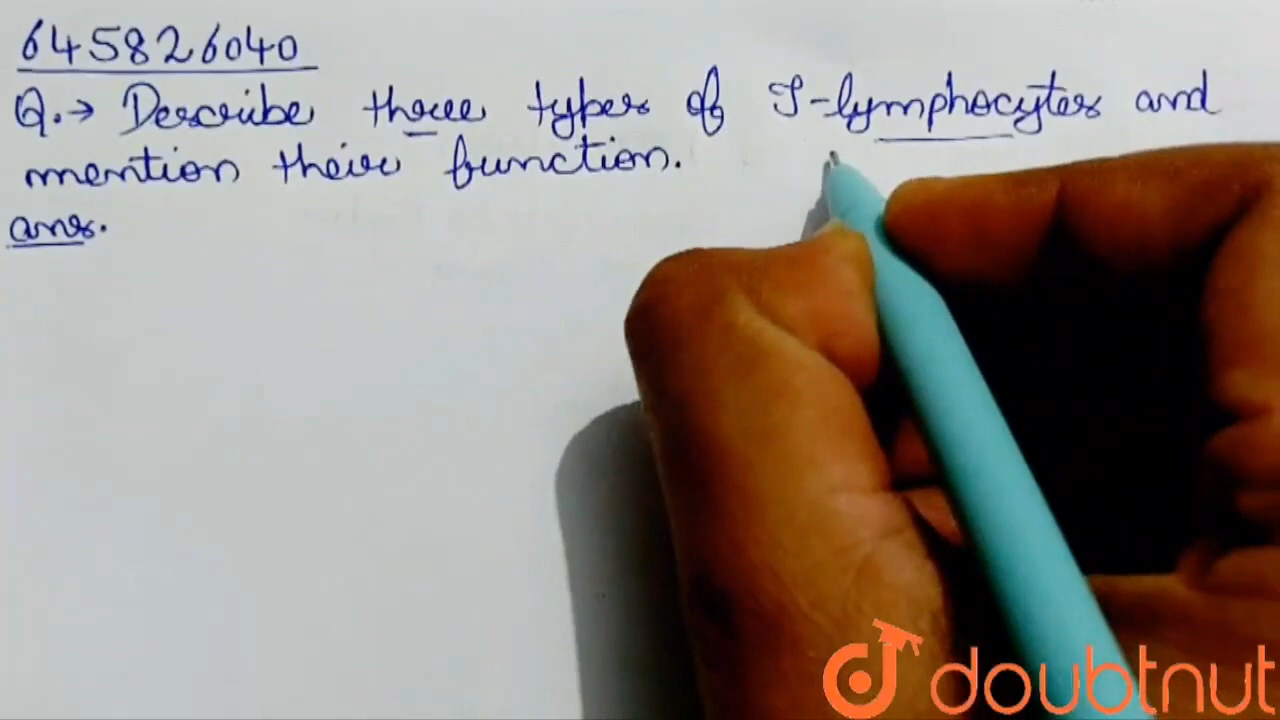 645826040
Q.→ Describe three types of T-lymphocytes and
mention their function.
ans.
doubtnut